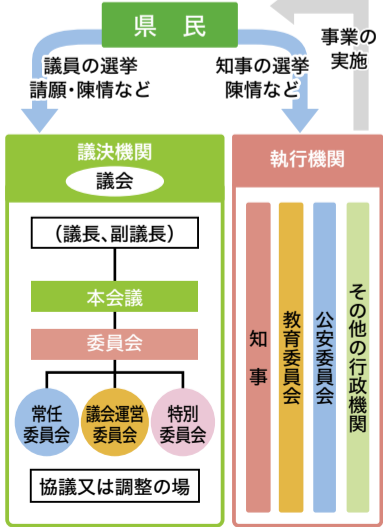 県民
議員の選挙
請願・陳情など
知事の選挙
陳情など
事業の
実施
議決機関
議会
（議長、副議長）
本会議
委員会
常任
委員会
議会運営
委員会
特別
委員会
協議又は調整の場
執行機関
知事
教育委員会
公安委員会
その他の行政機関